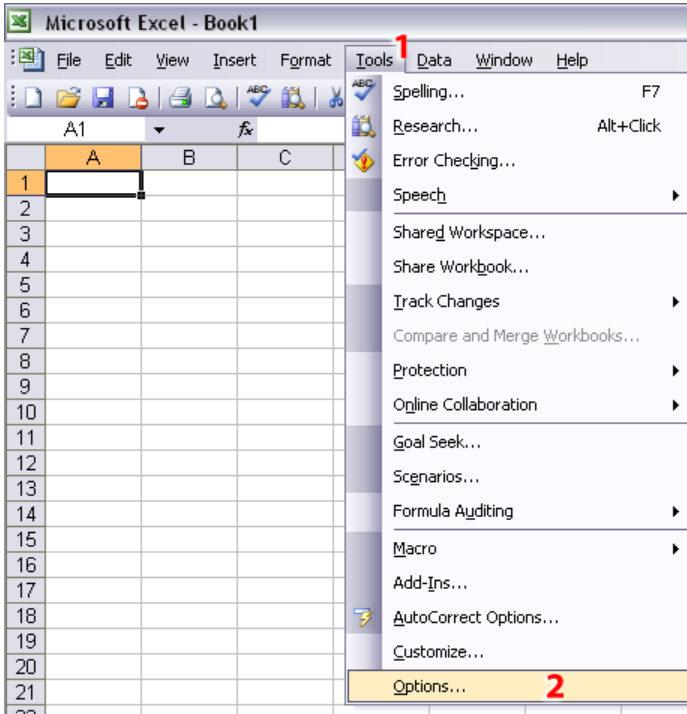 Microsoft Excel - Book1
File Edit View Insert Format Tools 1 Data Window Help
ABC ABC
A1 fx
A B C
Spelling... F7
Research... Alt+Click
Error Checking...
Speech
Shared Workspace...
Share Workbook...
Track Changes
Compare and Merge Workbooks...
Protection
Online Collaboration
Goal Seek...
Scenarios...
Formula Auditing
Macro
Add-Ins...
AutoCorrect Options...
Customize...
Options... 2
1
2
3
4
5
6
7
8
9
10
11
12
13
14
15
16
17
18
19
20
21
22